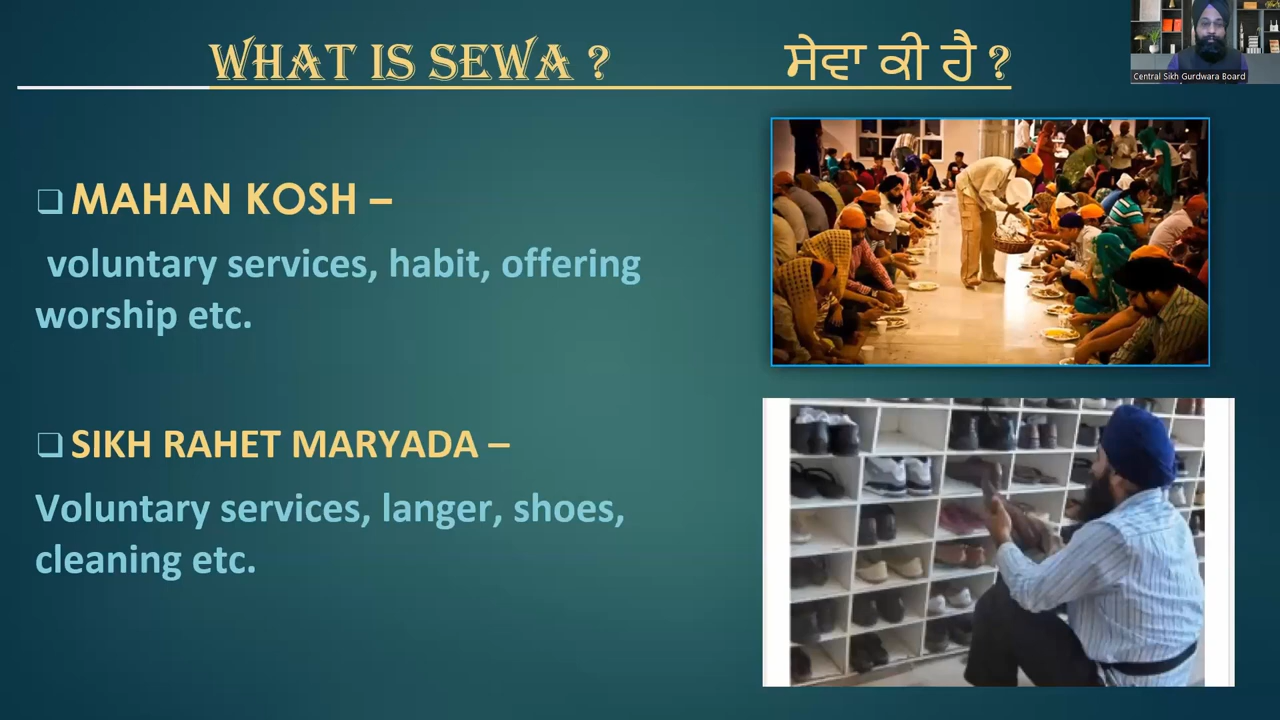 WHAT IS SEWA ? ਸੇਵਾ ਕੀ ਹੈ ?
Central Sikh Gurdwara Board
MAHAN KOSH –
voluntary services, habit, offering
worship etc.
SIKH RAHET MARYADA –
Voluntary services, langer, shoes,
cleaning etc.